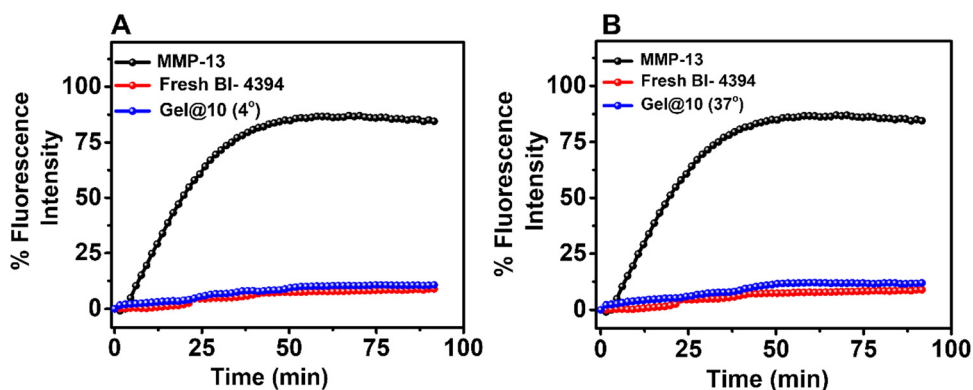 A
MMP-13
Fresh BI- 4394
Gel@10 (4°)
% Fluorescence
Intensity
100
75
50
25
0
0 25 50 75 100
Time (min)
B
MMP-13
Fresh BI- 4394
Gel@10 (37°)
% Fluorescence
Intensity
100
75
50
25
0
0 25 50 75 100
Time (min)